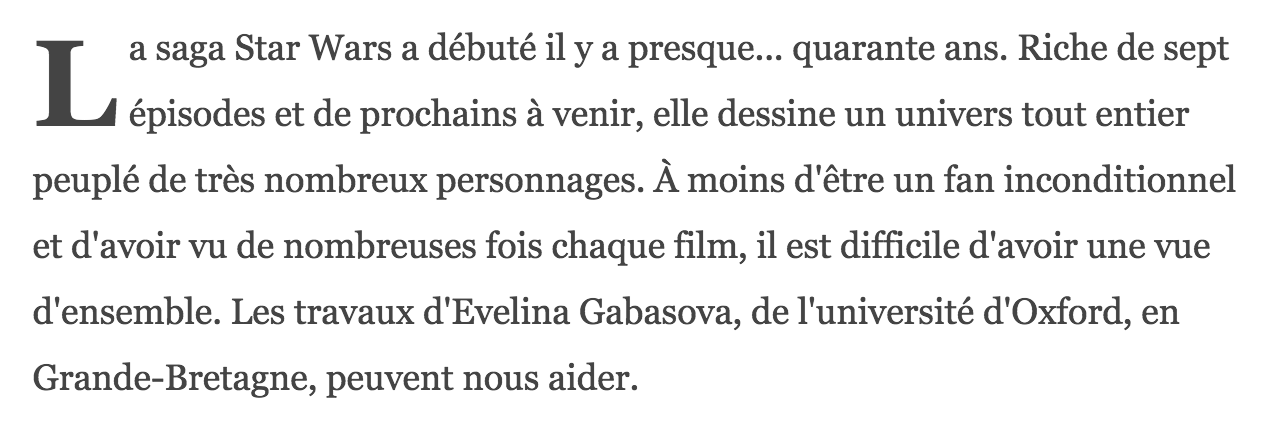 La saga Star Wars a débuté il y a presque... quarante ans. Riche de sept
épisodes et de prochains à venir, elle dessine un univers tout entier
peuplé de très nombreux personnages. À moins d'être un fan inconditionnel
et d'avoir vu de nombreuses fois chaque film, il est difficile d'avoir une vue
d'ensemble. Les travaux d'Evelina Gabasova, de l'université d'Oxford, en
Grande-Bretagne, peuvent nous aider.